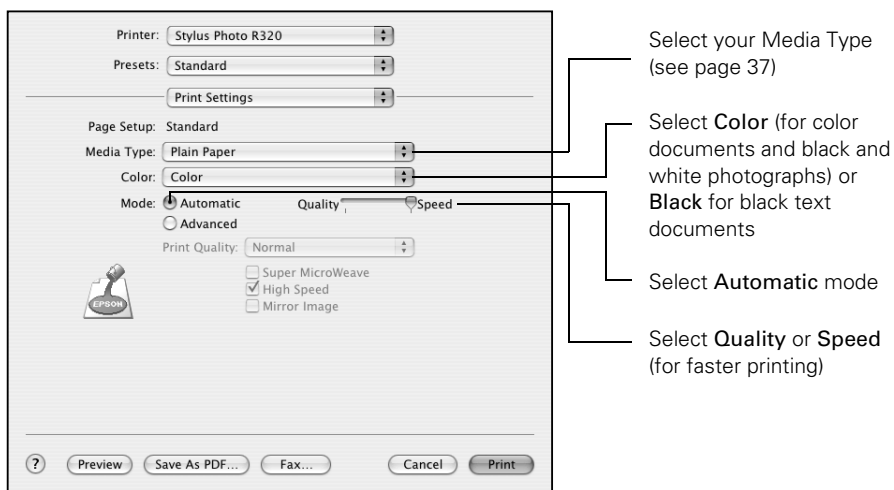 Printer: Stylus Photo R320
Presets: Standard
Print Settings
Page Setup: Standard
Media Type: Plain Paper
Color: Color
Mode: Automatic Quality Speed
Advanced
Print Quality: Normal
Super MicroWeave
High Speed
Mirror Image
EPSON
? Preview Save As PDF... Fax... Cancel Print
Select your Media Type
(see page 37)
Select Color (for color
documents and black and
white photographs) or
Black for black text
documents
Select Automatic mode
Select Quality or Speed
(for faster printing)